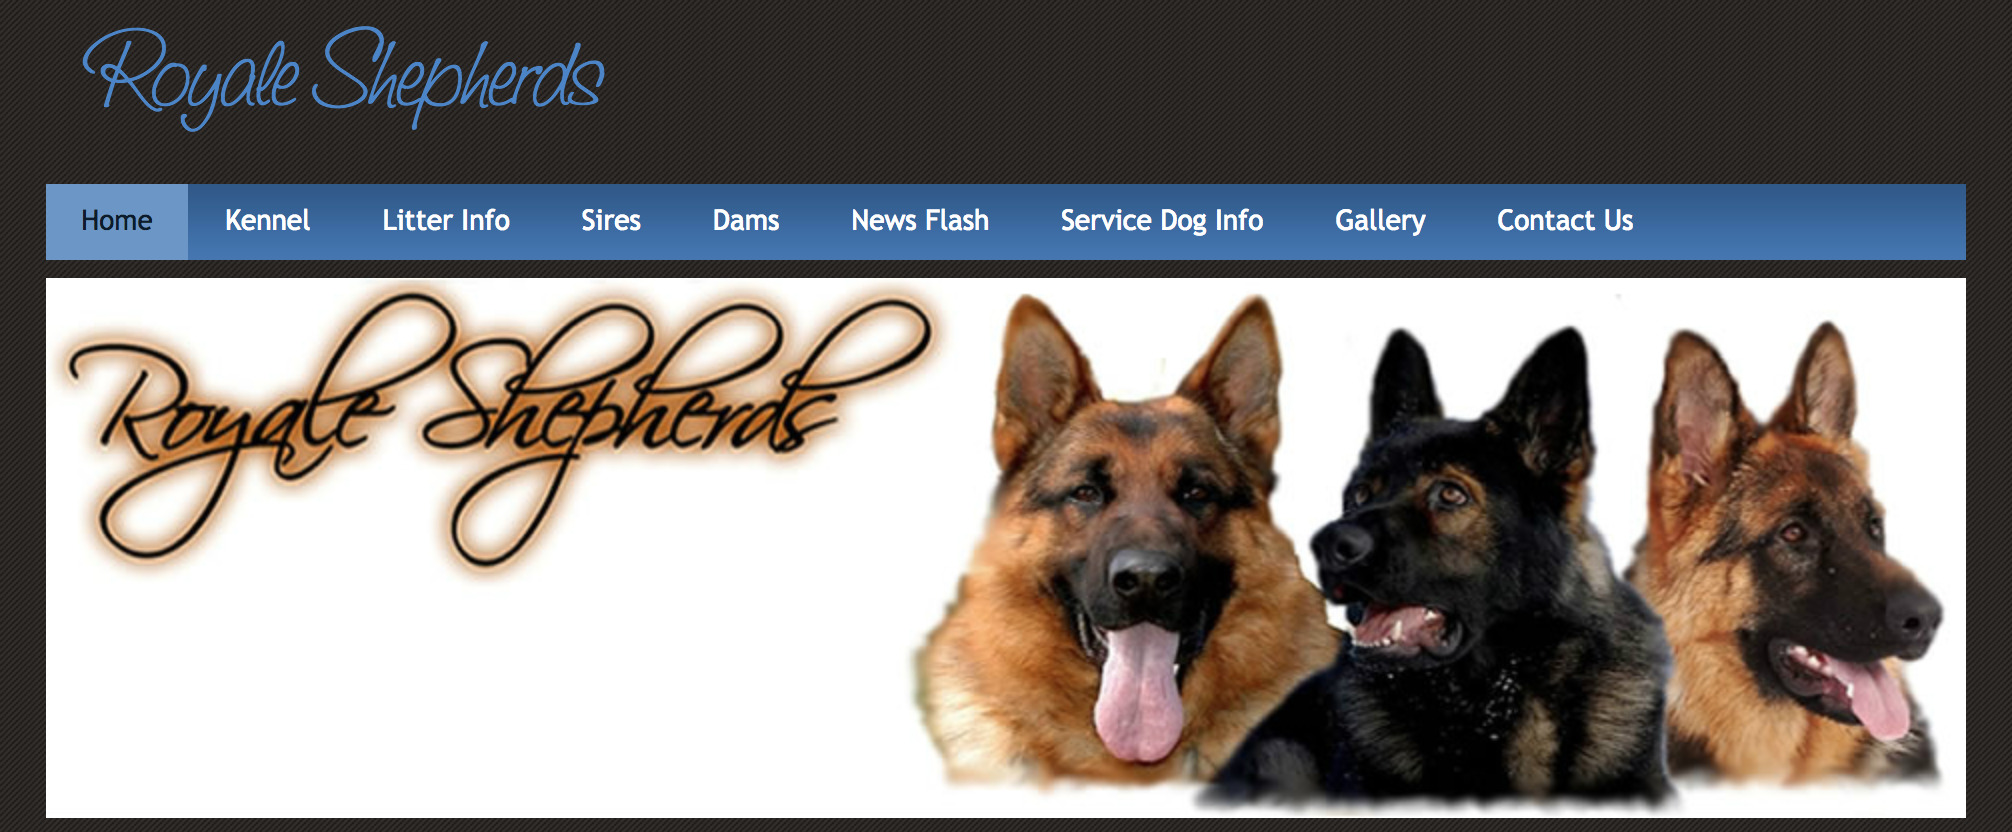 Royale Shepherds
Home Kennel Litter Info Sires Dams News Flash Service Dog Info Gallery Contact Us
Royale Shepherds